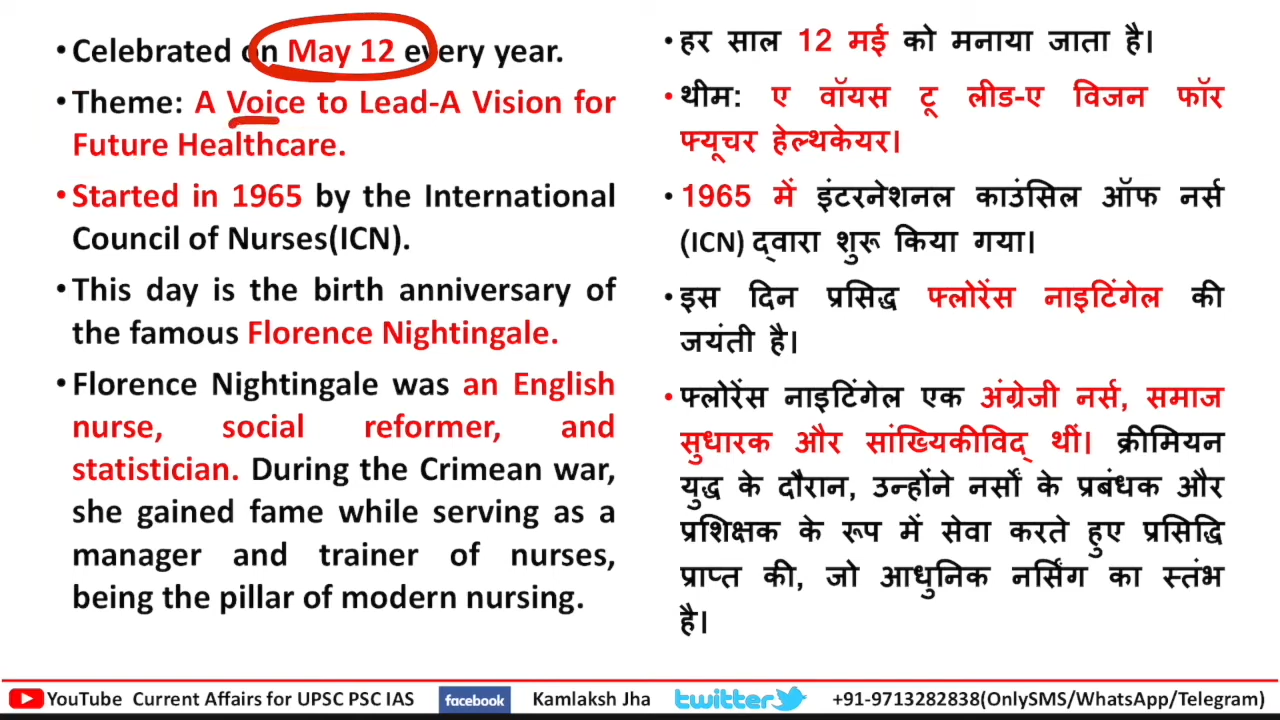 • Celebrated on May 12 every year.
• Theme: A Voice to Lead-A Vision for
Future Healthcare.
• Started in 1965 by the International
Council of Nurses(ICN).
• This day is the birth anniversary of
the famous Florence Nightingale.
• Florence Nightingale was an English
nurse, social reformer, and
statistician. During the Crimean war,
she gained fame while serving as a
manager and trainer of nurses,
being the pillar of modern nursing.
• हर साल 12 मई को मनाया जाता है।
• थीम: ए वॉयस टू लीड-ए विजन फॉर
फ्यूचर हेल्थकेयर।
• 1965 में इंटरनेशनल काउंसिल ऑफ नर्स
(ICN) द्वारा शुरू किया गया।
• इस दिन प्रसिद्ध फ्लोरेंस नाइटिंगेल की
जयंती है।
• फ्लोरेंस नाइटिंगेल एक अंग्रेजी नर्स, समाज
सुधारक और सांख्यिकीविद् थीं। क्रीमियन
युद्ध के दौरान, उन्होंने नर्सों के प्रबंधक और
प्रशिक्षक के रूप में सेवा करते हुए प्रसिद्धि
प्राप्त की, जो आधुनिक नर्सिंग का स्तंभ
है।
YouTube Current Affairs for UPSC PSC IAS facebook Kamlaksh Jha twitter +91-9713282838(OnlySMS/WhatsApp/Telegram)